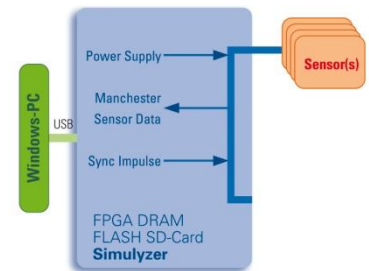 Power Supply
Sensor(s)
Manchester
Sensor Data
Windows-PC
USB
Sync Impulse
FPGA DRAM
FLASH SD-Card
Simulyzer